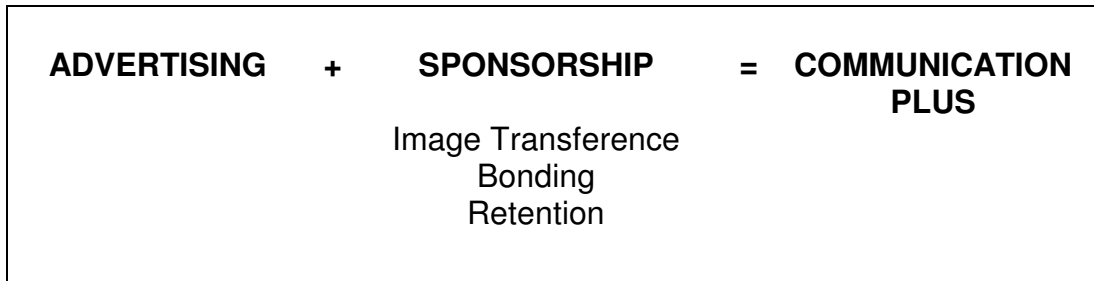 ADVERTISING + SPONSORSHIP = COMMUNICATION
PLUS
Image Transference
Bonding
Retention